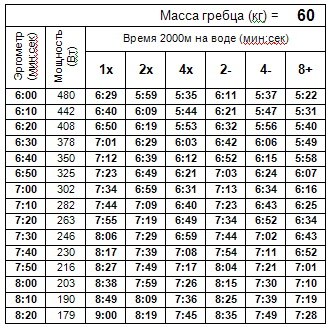 Масса гребца (кг) = 60
Эргометр (мин:сек) Мощность (Вт) Время 2000м на воде (мин:сек)
1x 2x 4x 2- 4- 8+
6:00 480 6:29 5:59 5:35 6:11 5:37 5:22
6:10 442 6:40 6:09 5:44 6:21 5:47 5:31
6:20 408 6:50 6:19 5:53 6:32 5:56 5:40
6:30 378 7:01 6:29 6:03 6:42 6:06 5:49
6:40 350 7:12 6:39 6:12 6:52 6:15 5:58
6:50 325 7:23 6:49 6:21 7:03 6:24 6:07
7:00 302 7:34 6:59 6:31 7:13 6:34 6:16
7:10 282 7:44 7:09 6:40 7:23 6:43 6:25
7:20 263 7:55 7:19 6:49 7:34 6:52 6:34
7:30 246 8:06 7:29 6:59 7:44 7:02 6:43
7:40 230 8:17 7:39 7:08 7:54 7:11 6:52
7:50 216 8:27 7:49 7:17 8:04 7:21 7:01
8:00 203 8:38 7:59 7:26 8:15 7:30 7:10
8:10 190 8:49 8:09 7:36 8:25 7:39 7:19
8:20 179 9:00 8:19 7:45 8:35 7:49 7:28